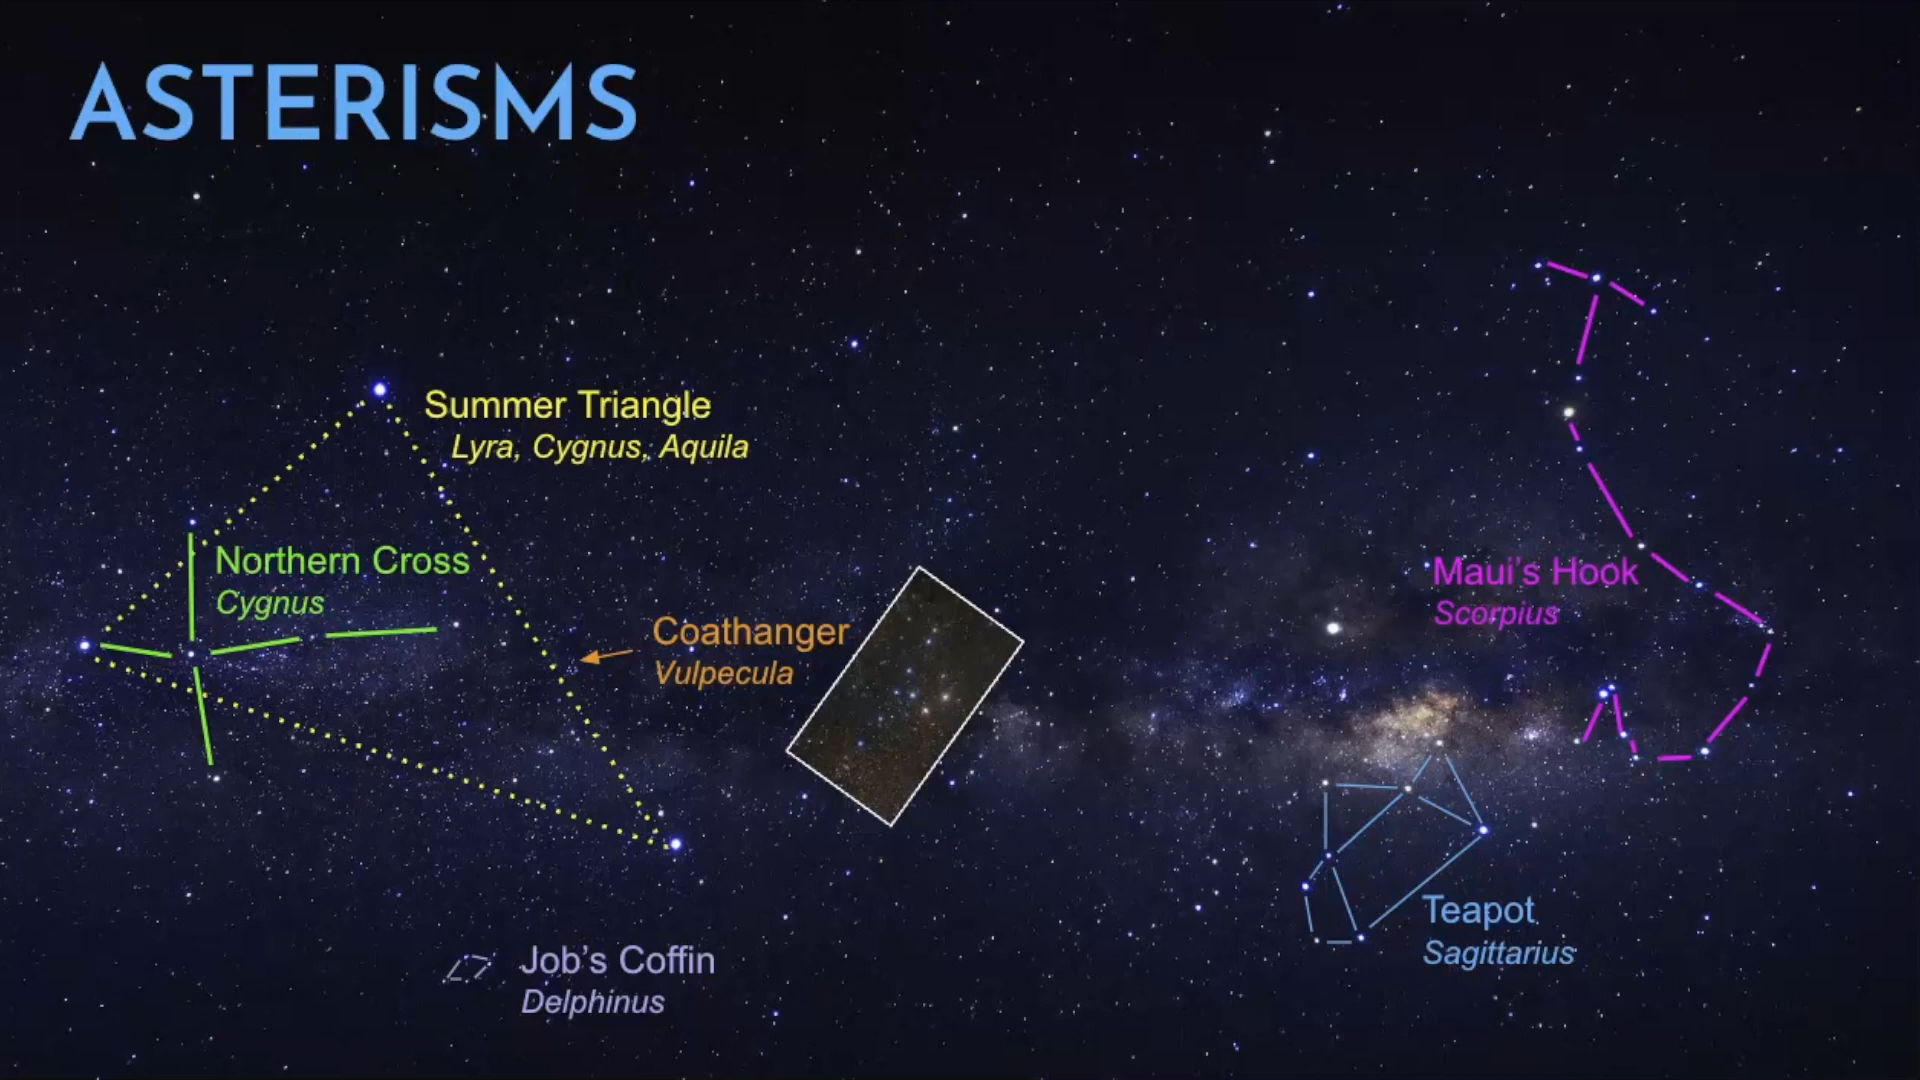 ASTERISMS
Summer Triangle
Lyra, Cygnus, Aquila
Northern Cross
Cygnus
Coathanger
Vulpecula
Maui's Hook
Scorpius
Teapot
Sagittarius
Job's Coffin
Delphinus